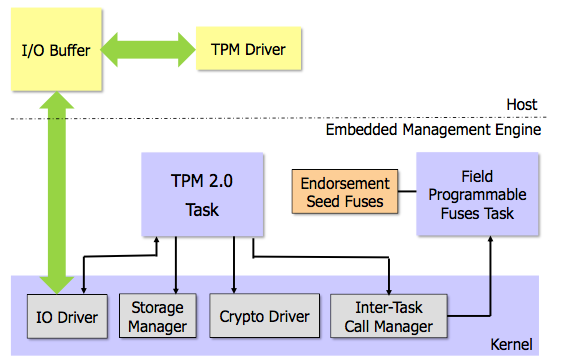 I/O Buffer
TPM Driver
Host
Embedded Management Engine
TPM 2.0
Task
Endorsement
Seed Fuses
Field
Programmable
Fuses Task
IO Driver
Storage
Manager
Crypto Driver
Inter-Task
Call Manager
Kernel